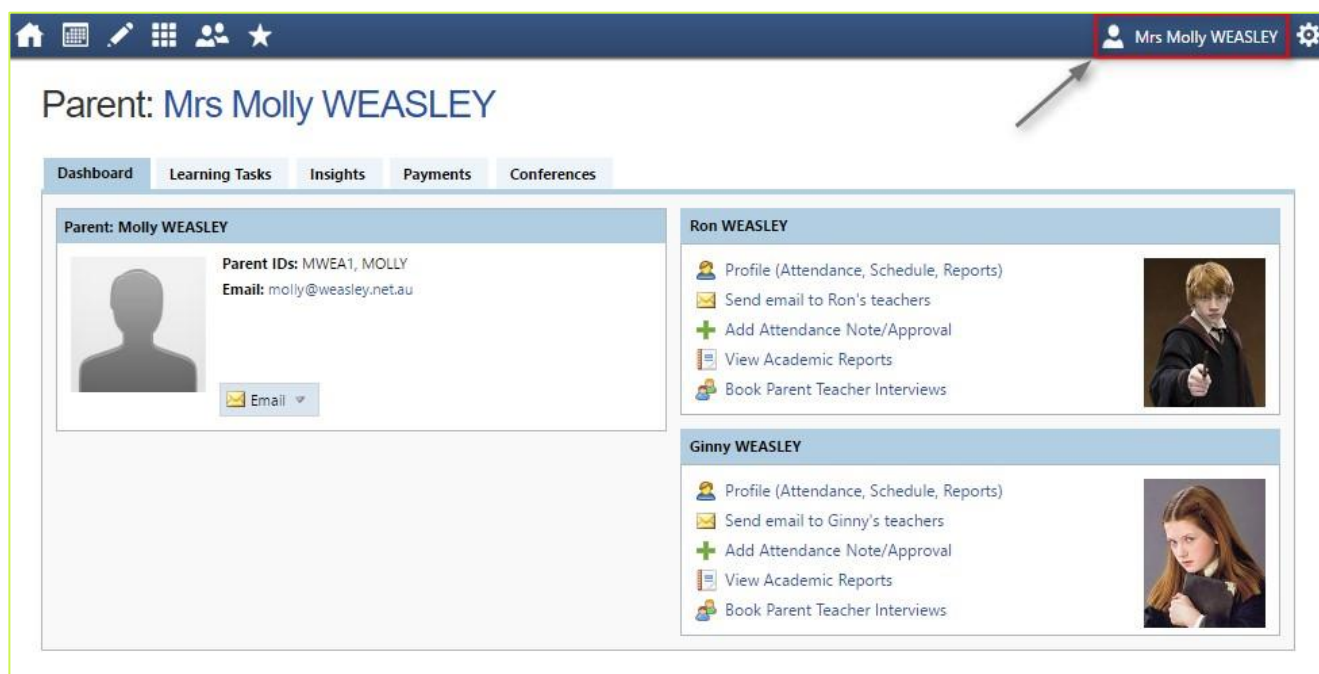 Mrs Molly WEASLEY
Parent: Mrs Molly WEASLEY
Dashboard Learning Tasks Insights Payments Conferences
Parent: Molly WEASLEY
Parent IDs: MWEA1, MOLLY
Email: molly@weasley.net.au
Email
Ron WEASLEY
Profile (Attendance, Schedule, Reports)
Send email to Ron's teachers
Add Attendance Note/Approval
View Academic Reports
Book Parent Teacher Interviews
Ginny WEASLEY
Profile (Attendance, Schedule, Reports)
Send email to Ginny's teachers
Add Attendance Note/Approval
View Academic Reports
Book Parent Teacher Interviews